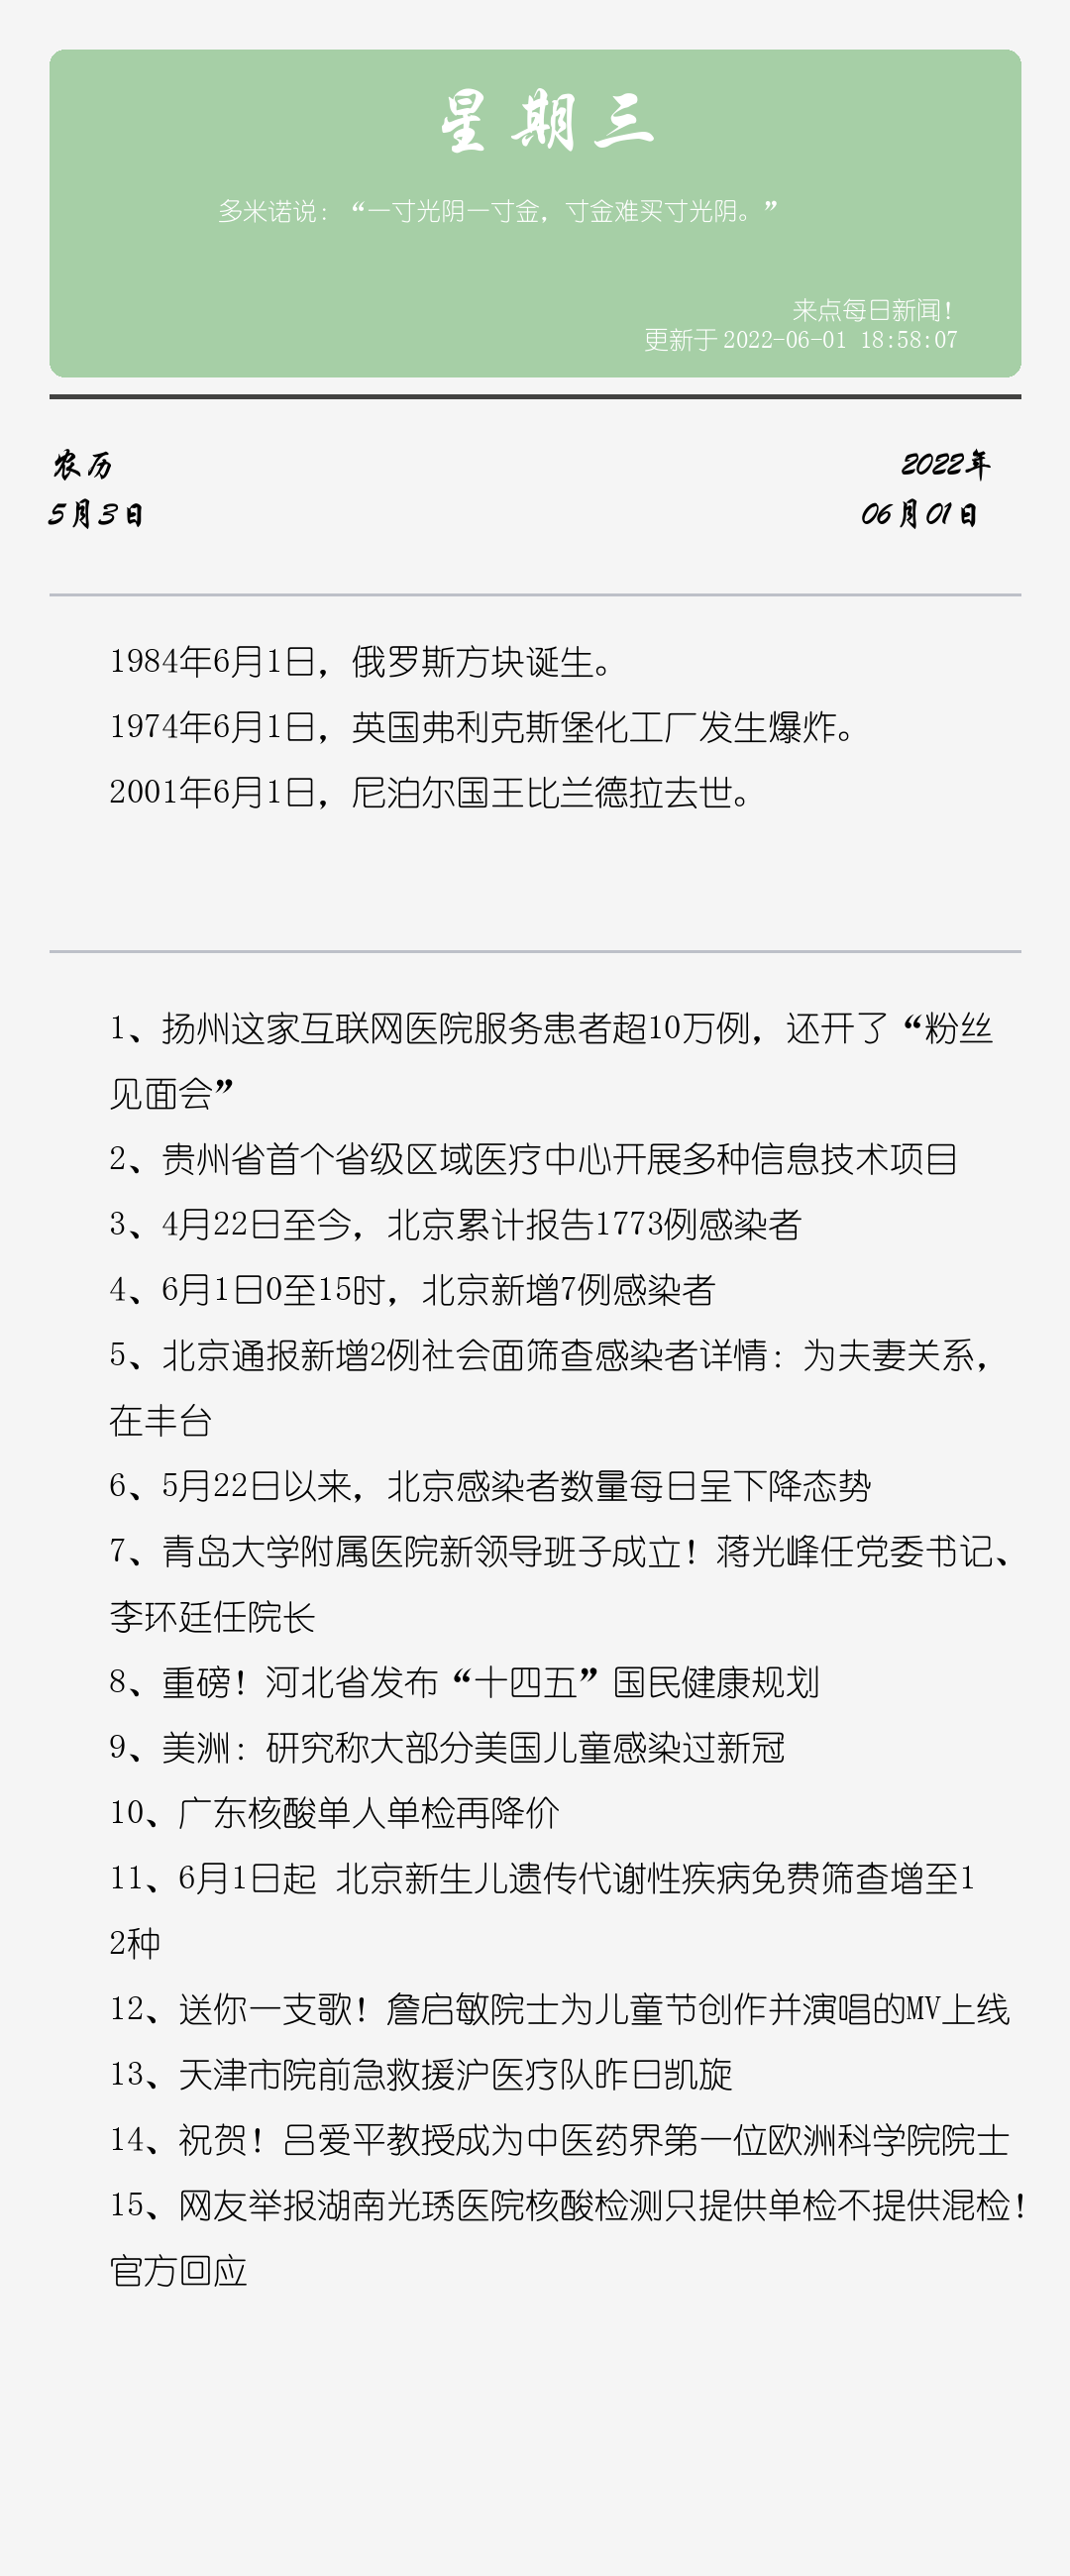 星期三
多米诺说：“一寸光阴一寸金，寸金难买寸光阴。”
来点每日新闻！
更新于2022-06-01 18:58:07
农历
2022年
5月3日
06月01日
1984年6月1日，俄罗斯方块诞生。
1974年6月1日，英国弗利克斯堡化工厂发生爆炸。
2001年6月1日，尼泊尔国王比兰德拉去世。
1、扬州这家互联网医院服务患者超10万例，还开了“粉丝
见面会”
2、贵州省首个省级区域医疗中心开展多种信息技术项目
3、4月22日至今，北京累计报告1773例感染者
4、6月1日0至15时，北京新增7例感染者
5、北京通报新增2例社会面筛查感染者详情：为夫妻关系，
在丰台
6、5月22日以来，北京感染者数量每日呈下降态势
7、青岛大学附属医院新领导班子成立！蒋光峰任党委书记、
李环廷任院长
8、重磅！河北省发布“十四五”国民健康规划
9、美洲：研究称大部分美国儿童感染过新冠
10、广东核酸单人单检再降价
11、6月1日起 北京新生儿遗传代谢性疾病免费筛查增至1
2种
12、送你一支歌！詹启敏院士为儿童节创作并演唱的MV上线
13、天津市院前急救援沪医疗队昨日凯旋
14、祝贺！吕爱平教授成为中医药界第一位欧洲科学院院士
15、网友举报湖南光琇医院核酸检测只提供单检不提供混检！
官方回应